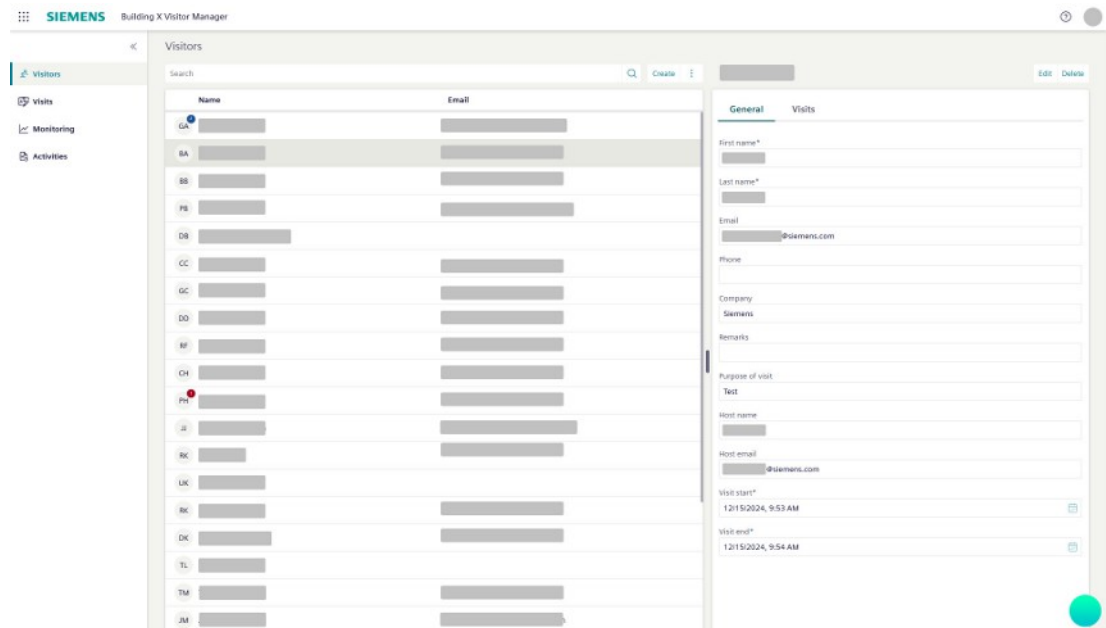 SIEMENS Building X Visitor Manager
Visitors
Visitors
Visits
Monitoring
Activities
Search
Create
Edit Delete
Name Email
GA
BA
BB
PB
DB
CC
GC
DD
RF
CH
PH
JI
RK
UK
RK
DK
TL
TM
JM
General Visits
First name*
Last name*
Email
@siemens.com
Phone
Company
Siemens
Remarks
Purpose of visit
Test
Host name
Host email
@siemens.com
Visit start*
12/15/2024, 9:53 AM
Visit end*
12/15/2024, 9:54 AM